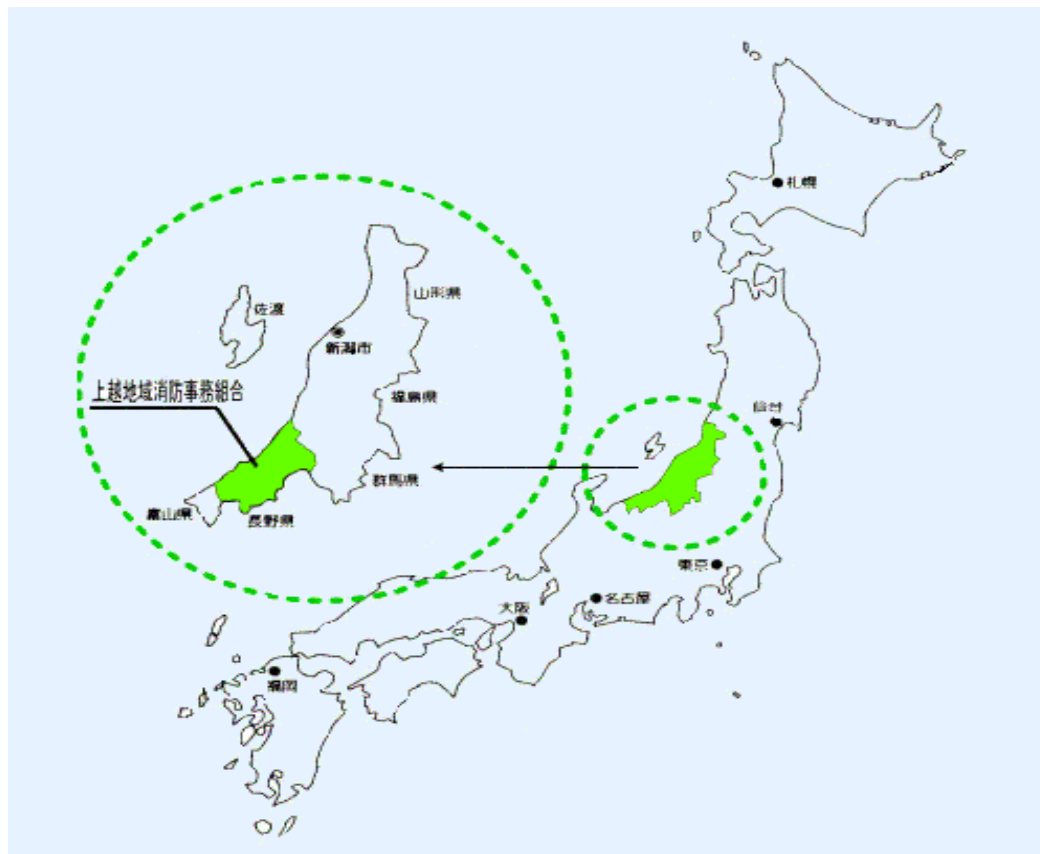 札幌
山形県
佐渡
新潟市
上越地域消防事務組合
福島県
仙台
群馬県
富山県
長野県
東京
名古屋
大阪
福岡